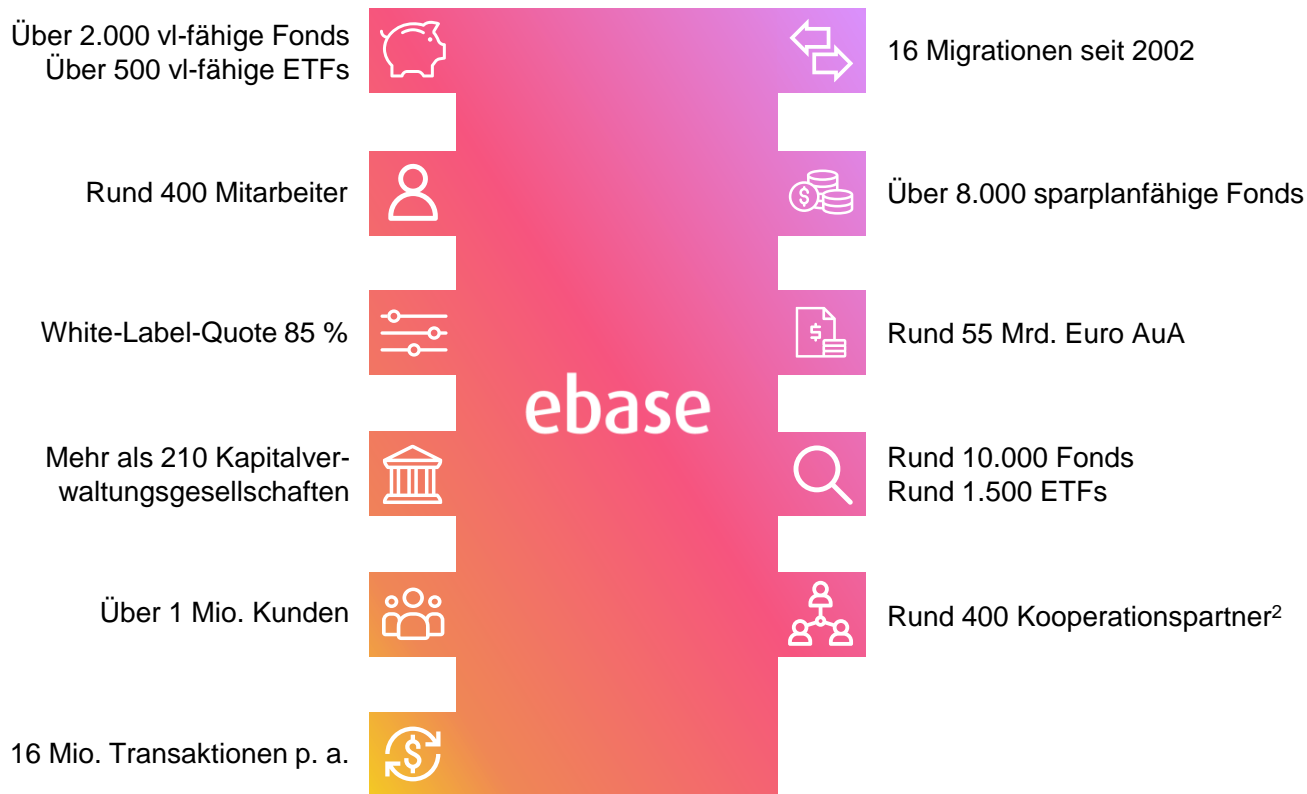 Über 2.000 vl-fähige Fonds
Über 500 vl-fähige ETFs
Rund 400 Mitarbeiter
White-Label-Quote 85 %
Mehr als 210 Kapitalver-
waltungsgesellschaften
Über 1 Mio. Kunden
16 Mio. Transaktionen p. a.
ebase
16 Migrationen seit 2002
Über 8.000 sparplanfähige Fonds
Rund 55 Mrd. Euro AuA
Rund 10.000 Fonds
Rund 1.500 ETFs
Rund 400 Kooperationspartner²